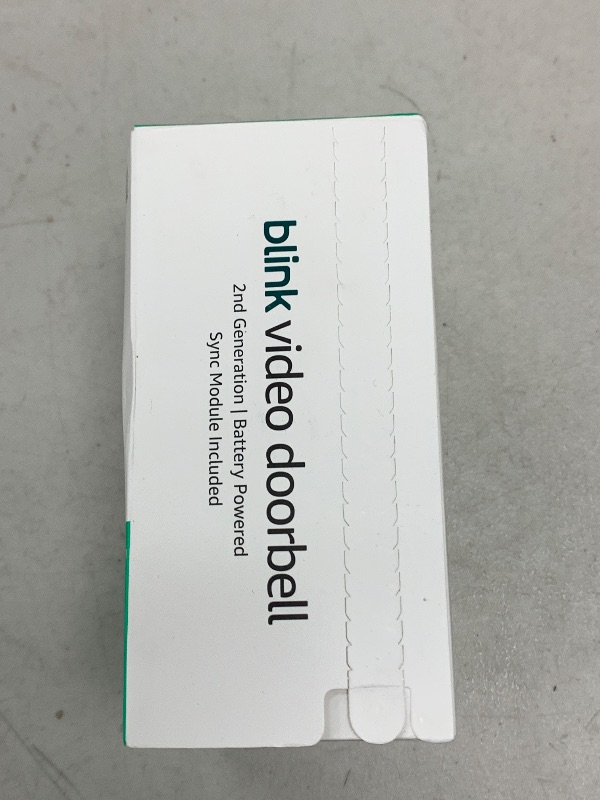 blink video doorbell
2nd Generation | Battery Powered
Sync Module Included